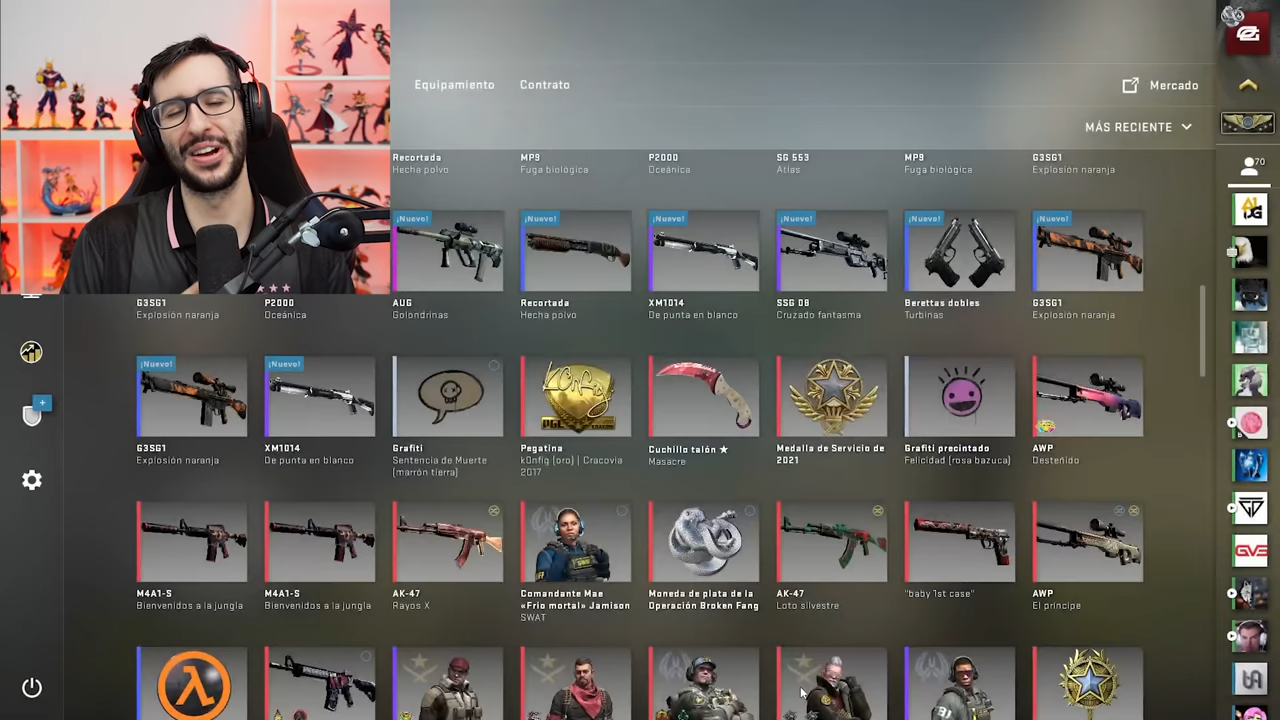 Equipamiento
Contrato
Mercado
MÁS RECIENTE
70
Recortada
Hecha polvo
MP9
Fuga biológica
P2000
Oceánica
SG 553
Atlas
MP9
Fuga biológica
G3SG1
Explosión naranja
¡Nuevo!
¡Nuevo!
¡Nuevo!
¡Nuevo!
¡Nuevo!
¡Nuevo!
G3SG1
Explosión naranja
P2000
Oceánica
AUG
Golondrinas
Recortada
Hecha polvo
XM1014
De punta en blanco
SSG 08
Cruzado fantasma
Berettas dobles
Turbinas
G3SG1
Explosión naranja
¡Nuevo!
¡Nuevo!
G3SG1
Explosión naranja
XM1014
De punta en blanco
Grafiti
Sentencia de Muerte
(marrón tierra)
Pegatina
k0nfig (oro) | Cracovia
2017
Cuchillo talón ★
Masacre
Medalla de Servicio de
2021
Grafiti precintado
Felicidad (rosa bazuca)
AWP
Desteñido
M4A1-S
Bienvenidos a la jungla
M4A1-S
Bienvenidos a la jungla
AK-47
Rayos X
Comandante Mae
«Frío mortal» Jamison
SWAT
Moneda de plata de la
Operación Broken Fang
AK-47
Loto silvestre
"baby 1st case"
AWP
El príncipe
GVE